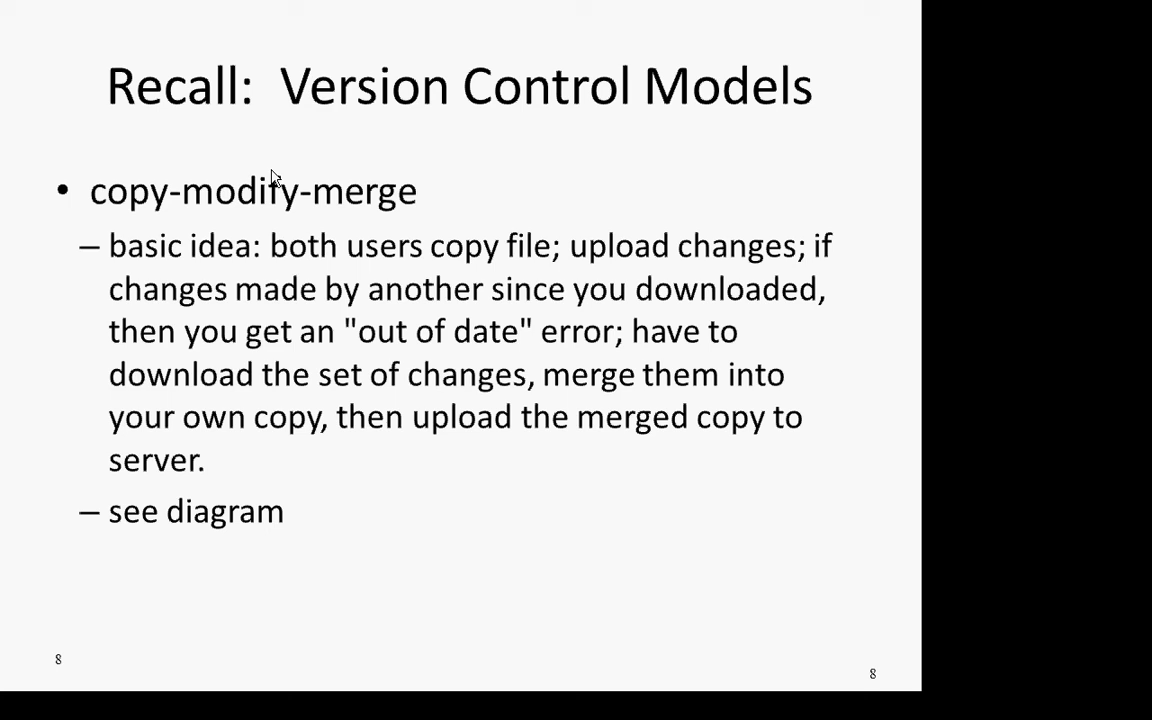 Recall:  Version Control Models
• copy-modify-merge
– basic idea: both users copy file; upload changes; if
changes made by another since you downloaded,
then you get an "out of date" error; have to
download the set of changes, merge them into
your own copy, then upload the merged copy to
server.
– see diagram
8
8